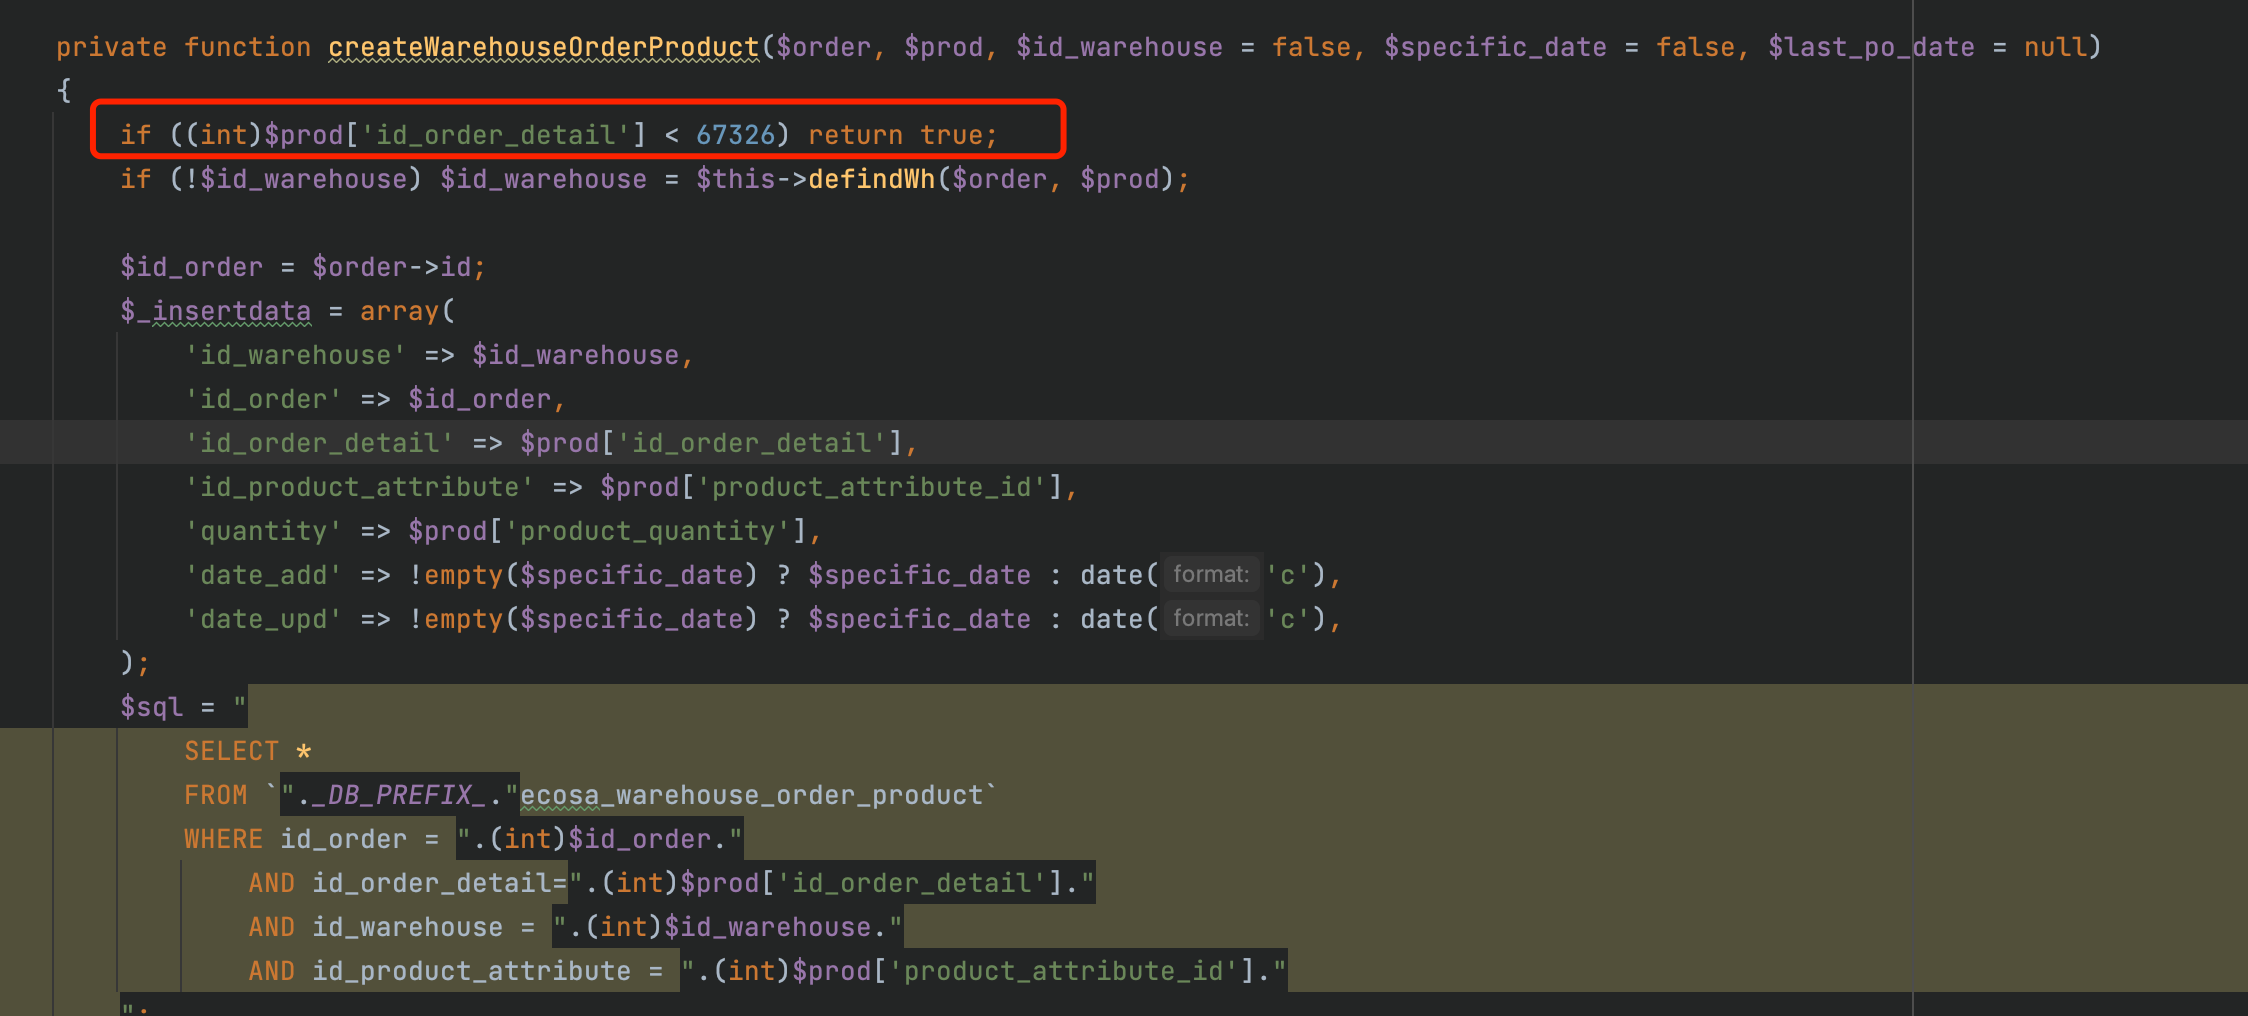 private function createWarehouseOrderProduct($order, $prod, $id_warehouse = false, $specific_date = false, $last_po_date = null)
{
if ((int)$prod['id_order_detail'] < 67326) return true;
if (!$id_warehouse) $id_warehouse = $this->defindWh($order, $prod);
$id_order = $order->id;
$_insertdata = array(
'id_warehouse' => $id_warehouse,
'id_order' => $id_order,
'id_order_detail' => $prod['id_order_detail'],
'id_product_attribute' => $prod['product_attribute_id'],
'quantity' => $prod['product_quantity'],
'date_add' => !empty($specific_date) ? $specific_date : date( format: 'c'),
'date_upd' => !empty($specific_date) ? $specific_date : date( format: 'c'),
);
$sql = "
SELECT *
FROM `"._DB_PREFIX_."ecosa_warehouse_order_product`
WHERE id_order = ".(int)$id_order."
AND id_order_detail=".(int)$prod['id_order_detail']."
AND id_warehouse = ".(int)$id_warehouse."
AND id_product_attribute = ".(int)$prod['product_attribute_id']."
";